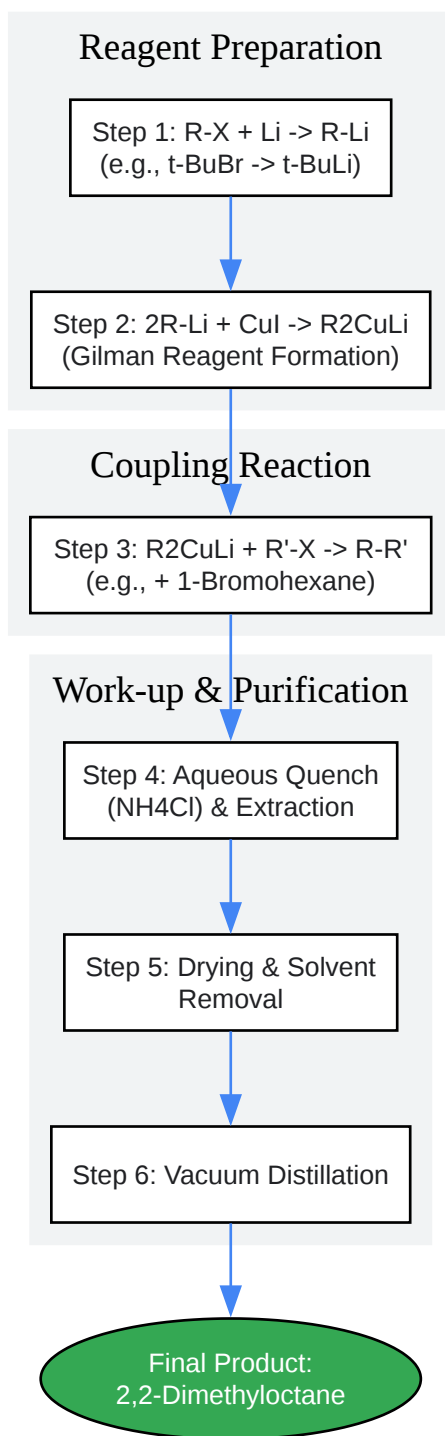 Reagent Preparation
Step 1: R-X + Li -> R-Li
(e.g., t-BuBr -> t-BuLi)
Step 2: 2R-Li + CuI -> R2CuLi
(Gilman Reagent Formation)
Coupling Reaction
Step 3: R2CuLi + R'-X -> R-R'
(e.g., + 1-Bromohexane)
Work-up & Purification
Step 4: Aqueous Quench
(NH4Cl) & Extraction
Step 5: Drying & Solvent
Removal
Step 6: Vacuum Distillation
Final Product:
2,2-Dimethyloctane